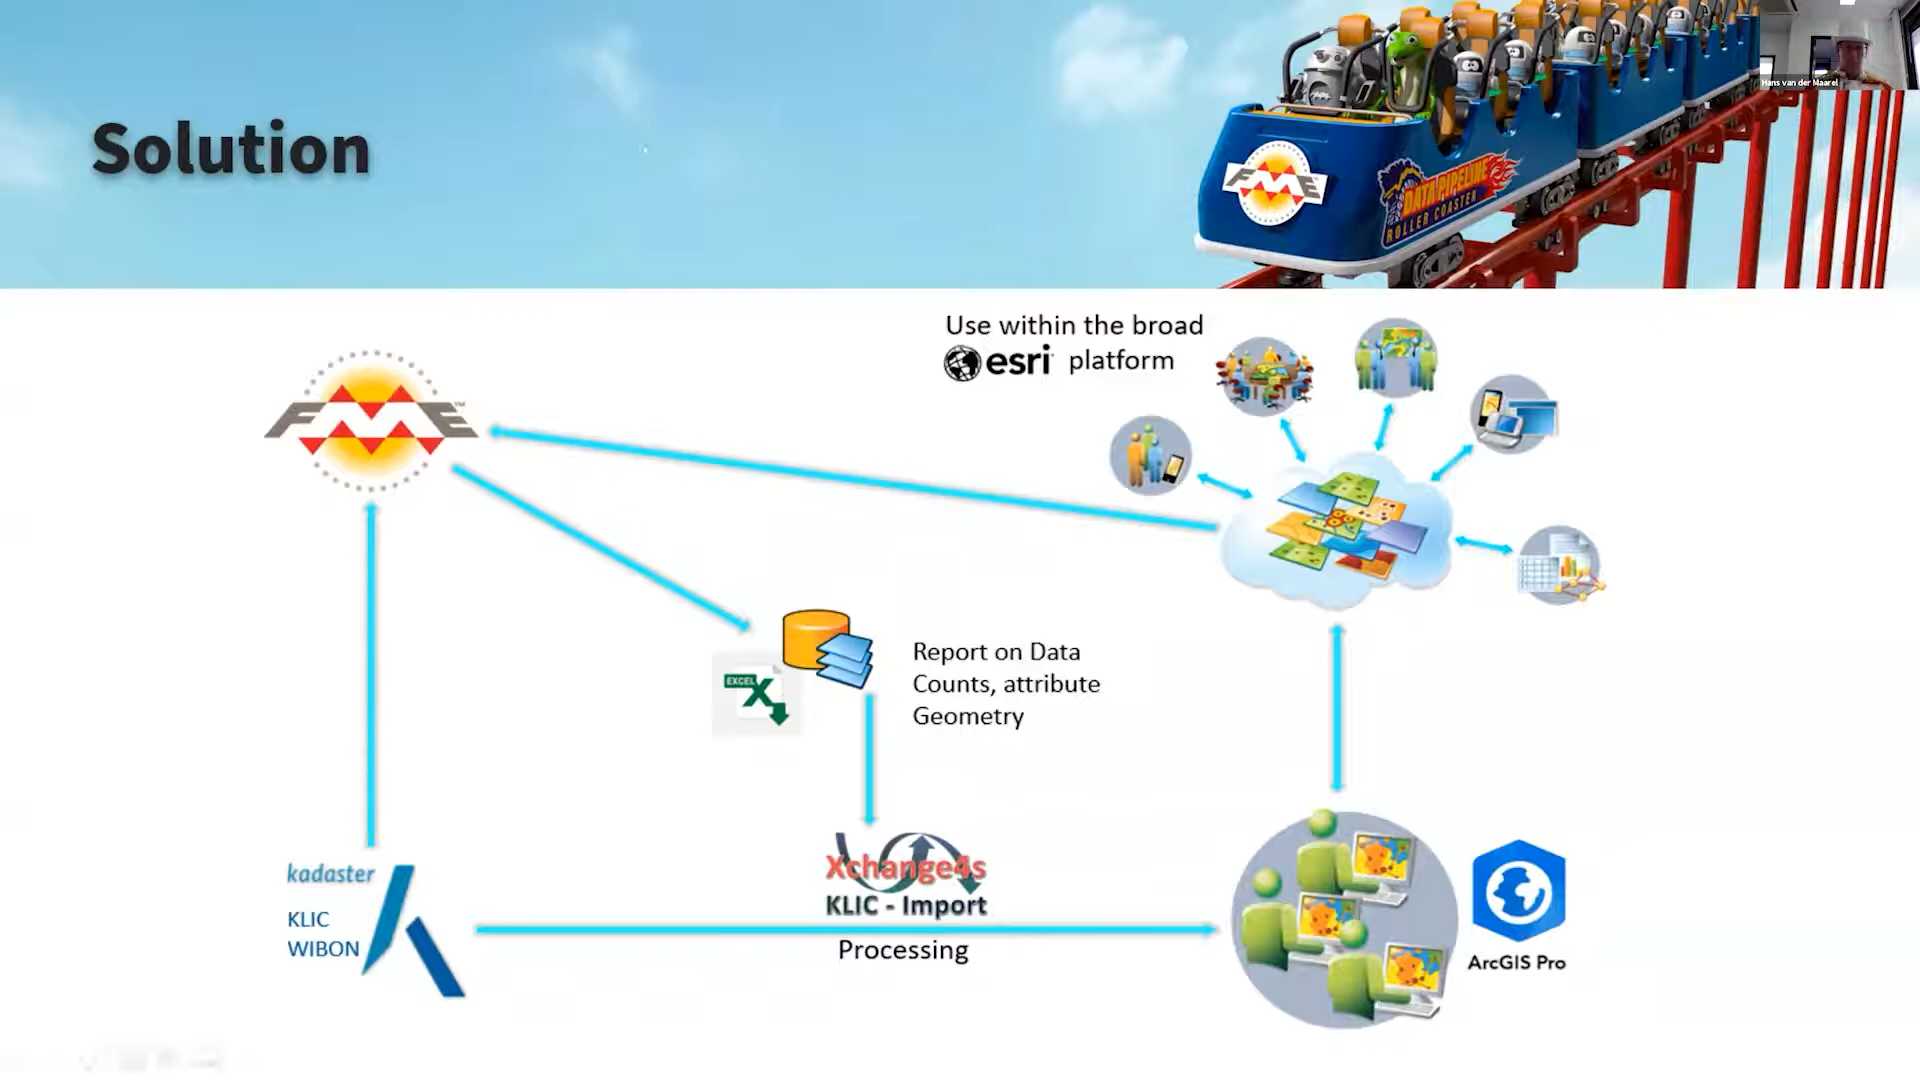 Hans van der Maarel
Solution
FME
DATA PIPELINE
ROLLER COASTER
Use within the broad
esri platform
FME™
EXCEL
X
Report on Data
Counts, attribute
Geometry
kadaster
KLIC
WIBON
Xchange4s
KLIC - Import
Processing
ArcGIS Pro